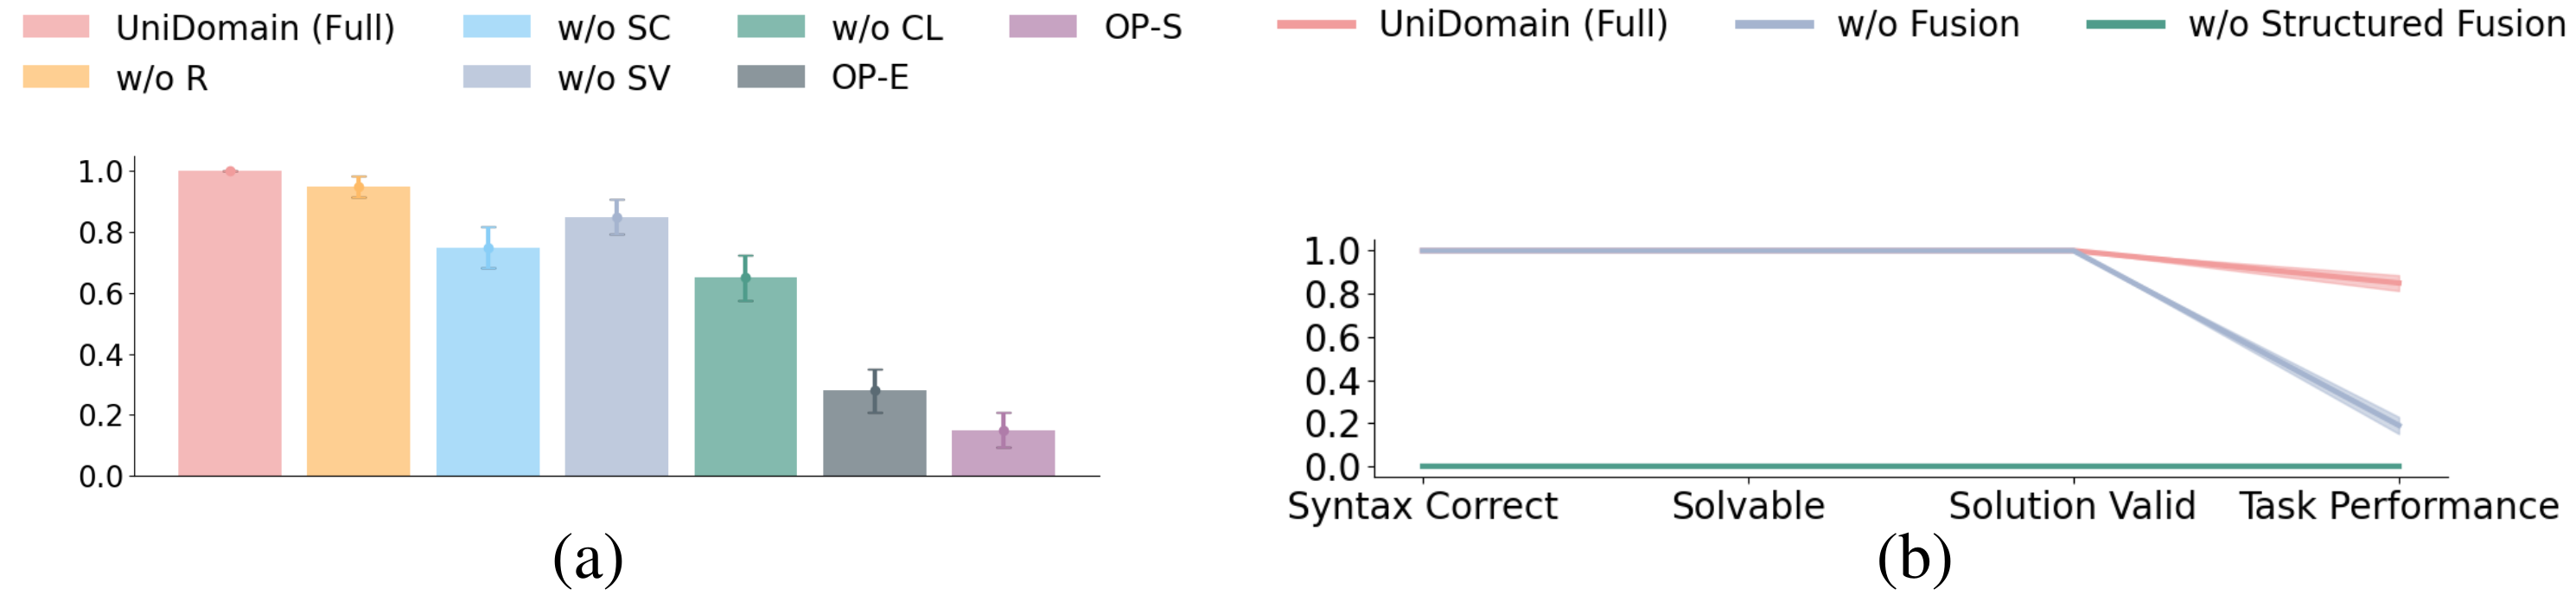 UniDomain (Full) w/o SC w/o CL OP-S
w/o R w/o SV OP-E
1.0
0.8
0.6
0.4
0.2
0.0
(a)
UniDomain (Full) w/o Fusion w/o Structured Fusion
1.0
0.8
0.6
0.4
0.2
0.0
Syntax Correct Solvable Solution Valid Task Performance
(b)